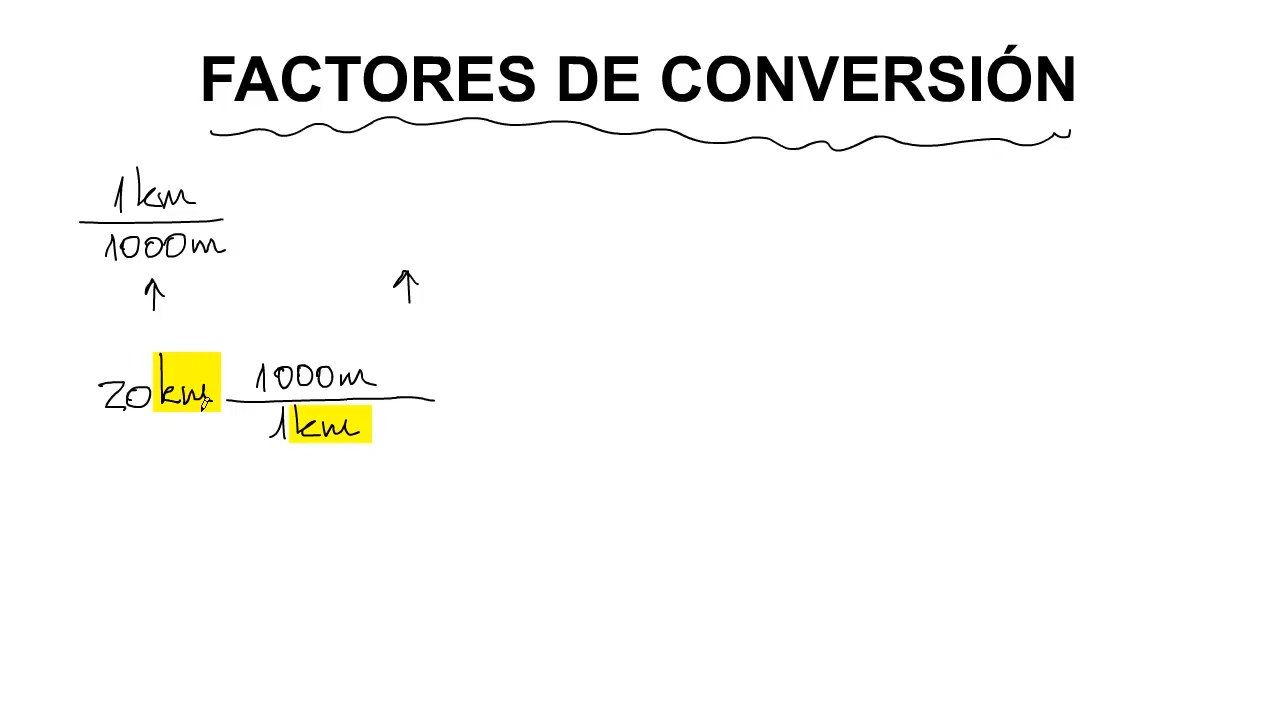 FACTORES DE CONVERSIÓN
1km
1000m
20km 1000m
1km